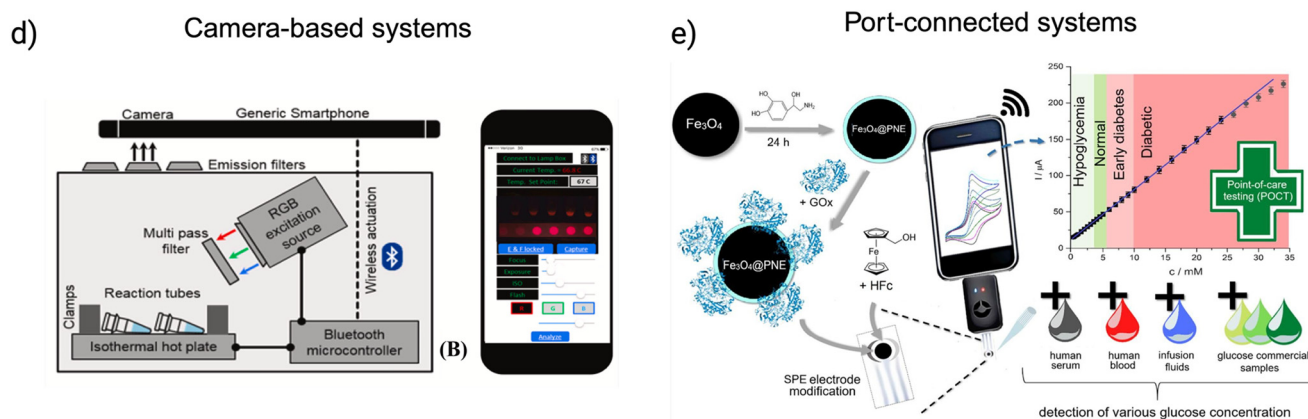 d)
Camera-based systems
Camera
Generic Smartphone
Emission filters
RGB
excitation
source
Multi pass
filter
Wireless actuation
Clamps
Reaction tubes
Isothermal hot plate
Bluetooth
microcontroller
(B)
Connect to Lamp Box
Current Temp. =
Temp. Set Point:
67 C
E & F locked
Capture
Focus
Exposure
ISO
Flash
G
B
Analyze
e)
Port-connected systems
Fe₃O₄
HO
HO
OH
NH₂
24 h
Fe₃O₄@PNE
+ GOx
Fe₃O₄@PNE
OH
Fe
+ HFc
SPE electrode
modification
I / µA
250
200
150
100
50
0
Hypoglycemia
Normal
Early diabetes
Diabetic
Point-of-care
testing (POCT)
0 5 10 15 20 25 30 35
c / mM
human
serum
human
blood
infusion
fluids
glucose commercial
samples
detection of various glucose concentration